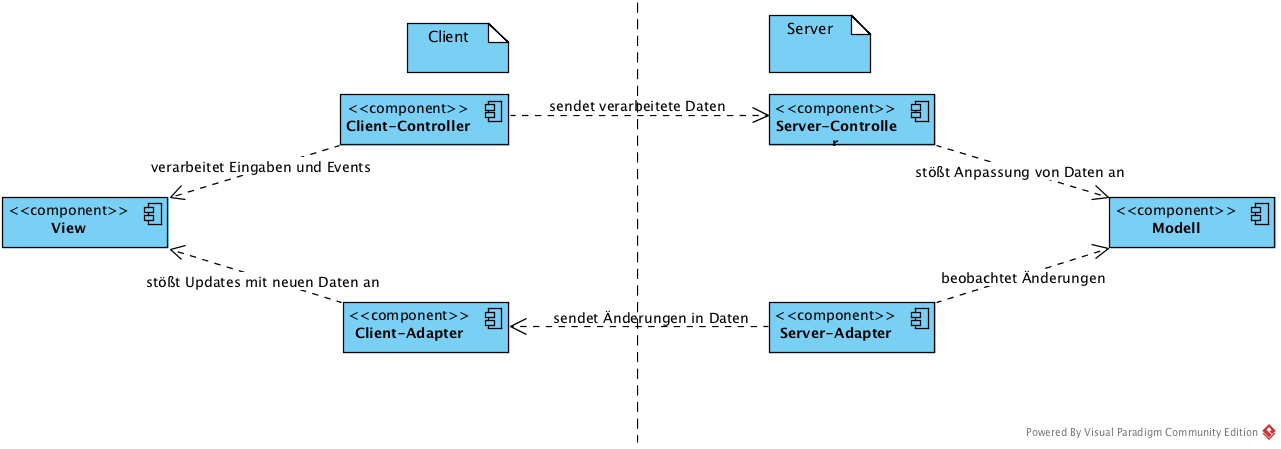 Client
Server
<<component>>
Client-Controller
sendet verarbeitete Daten
<<component>>
Server-Controlle
r
verarbeitet Eingaben und Events
stößt Anpassung von Daten an
<<component>>
View
<<component>>
Modell
stößt Updates mit neuen Daten an
beobachtet Änderungen
<<component>>
Client-Adapter
sendet Änderungen in Daten
<<component>>
Server-Adapter
Powered By Visual Paradigm Community Edition